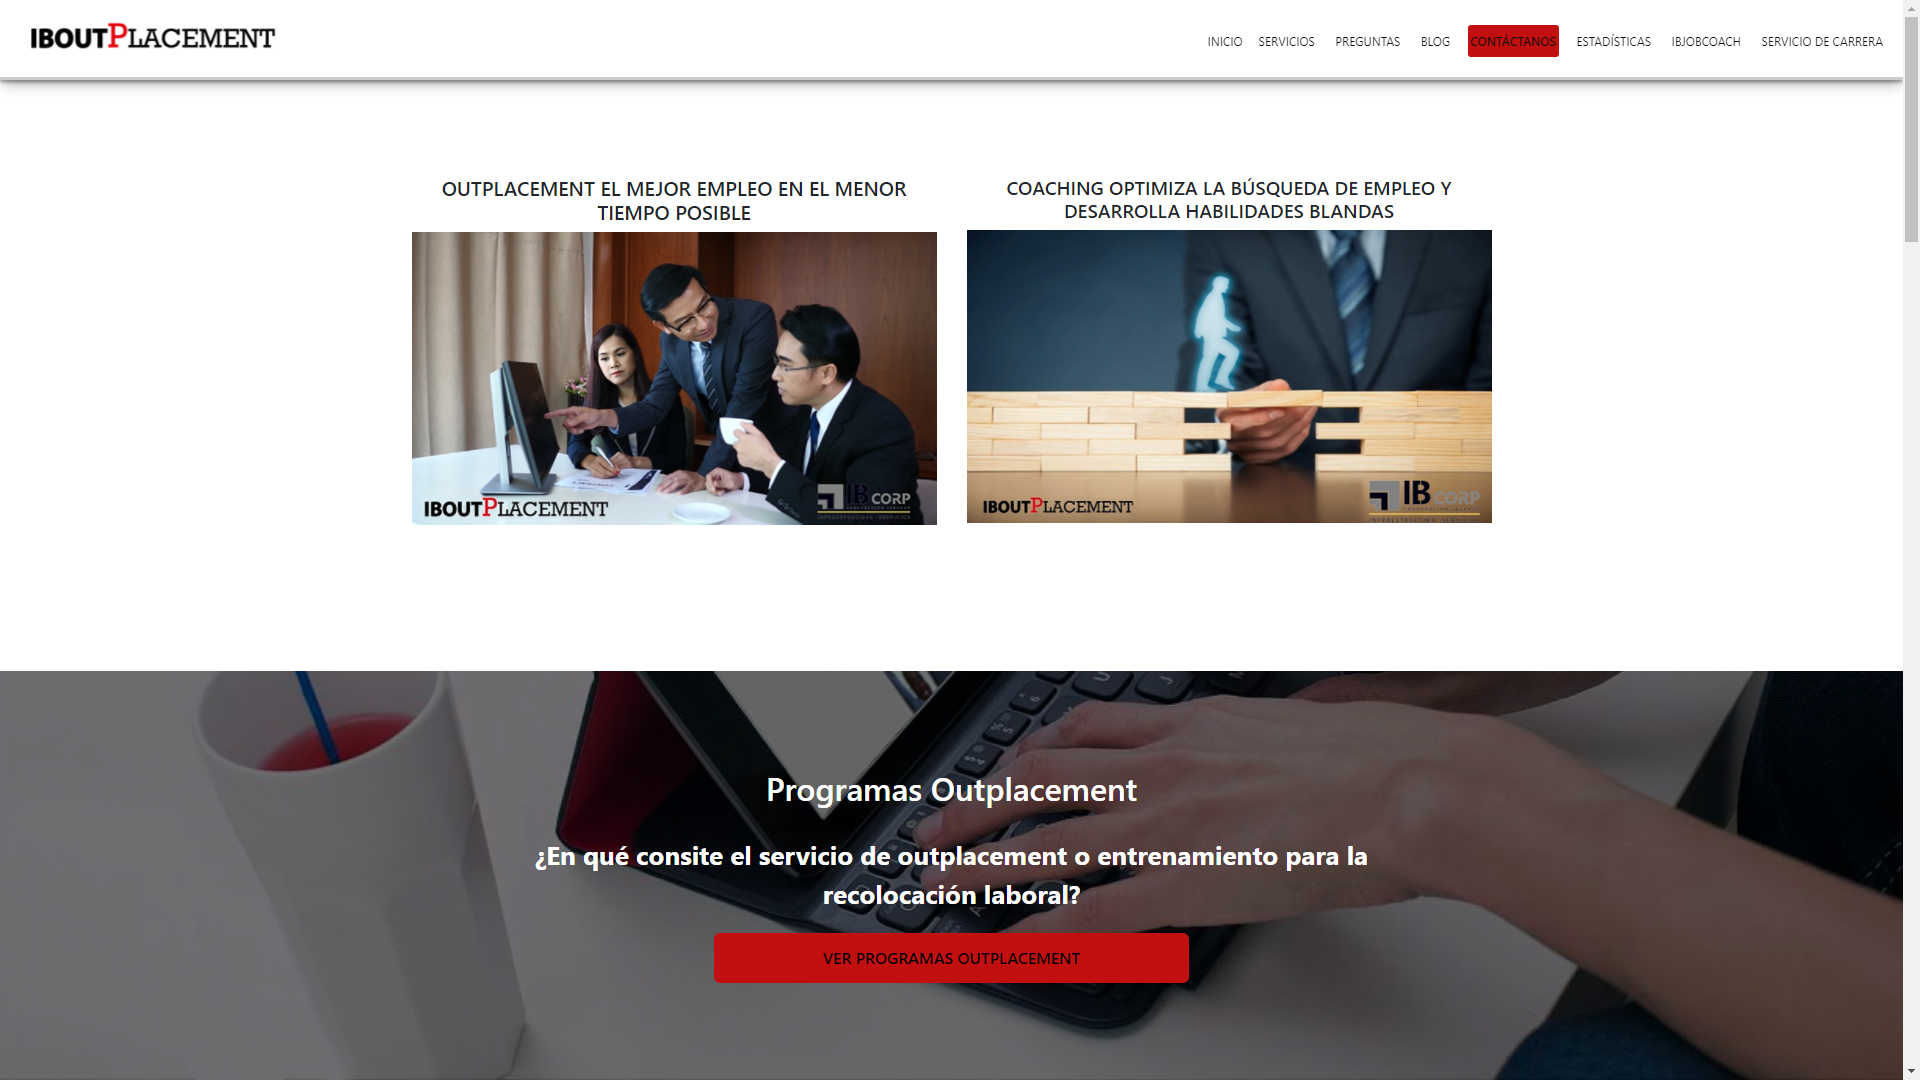 IBOUTPLACEMENT
INICIO SERVICIOS PREGUNTAS BLOG CONTÁCTANOS ESTADÍSTICAS IBJOBCOACH SERVICIO DE CARRERA
OUTPLACEMENT EL MEJOR EMPLEO EN EL MENOR
TIEMPO POSIBLE
IBOUTPLACEMENT
IB CORP
COACHING OPTIMIZA LA BÚSQUEDA DE EMPLEO Y
DESARROLLA HABILIDADES BLANDAS
IBOUTPLACEMENT
IB CORP
Programas Outplacement
¿En qué consite el servicio de outplacement o entrenamiento para la
recolocación laboral?
VER PROGRAMAS OUTPLACEMENT